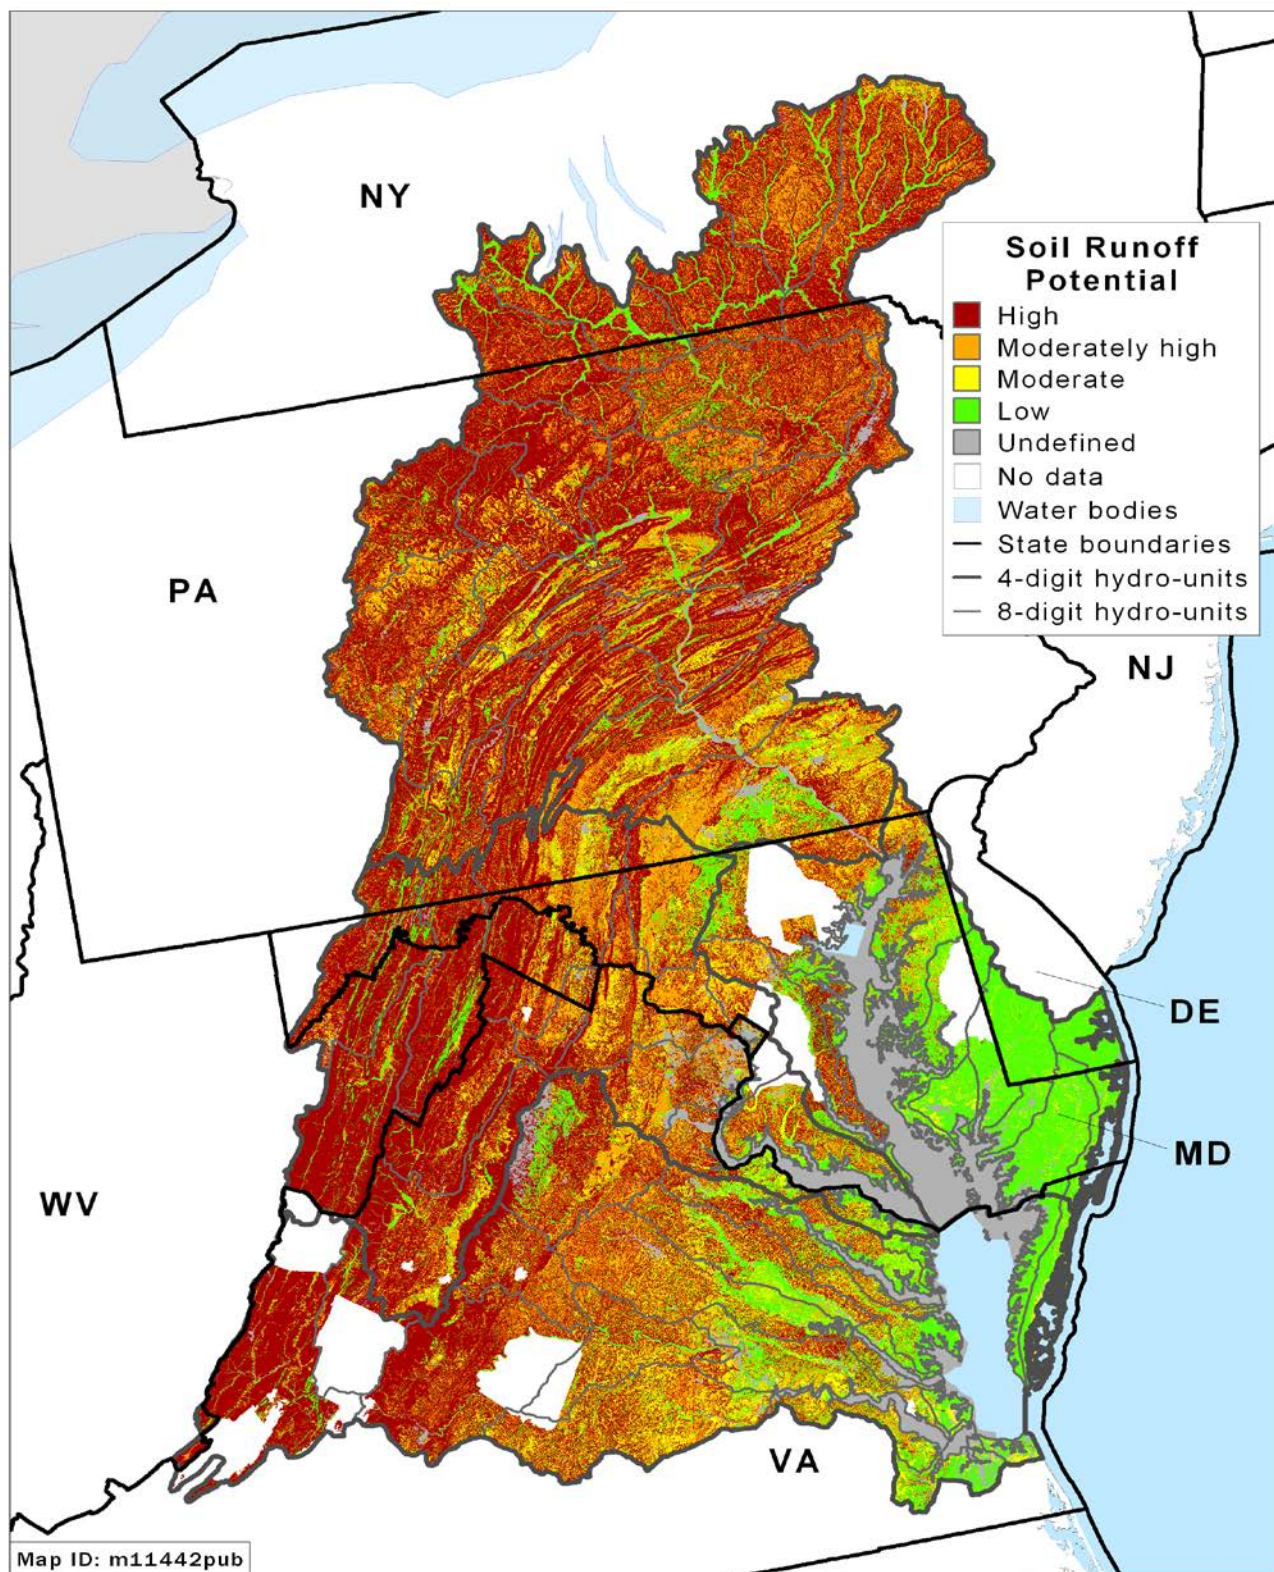 NY
Soil Runoff
Potential
High
Moderately high
Moderate
Low
Undefined
No data
Water bodies
State boundaries
4-digit hydro-units
8-digit hydro-units
PA
NJ
DE
MD
WV
VA
Map ID: m11442pub